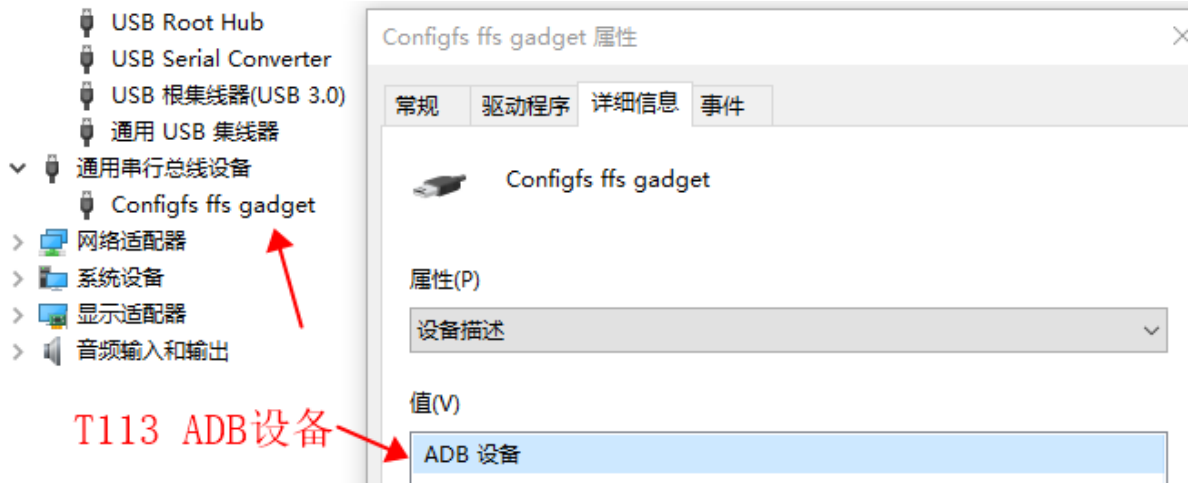 USB Root Hub
USB Serial Converter
USB 根集线器(USB 3.0)
通用 USB 集线器
通用串行总线设备
Configfs ffs gadget
网络适配器
系统设备
显示适配器
音频输入和输出
T113 ADB设备
Configfs ffs gadget 属性
常规 驱动程序 详细信息 事件
Configfs ffs gadget
属性(P)
设备描述
值(V)
ADB 设备